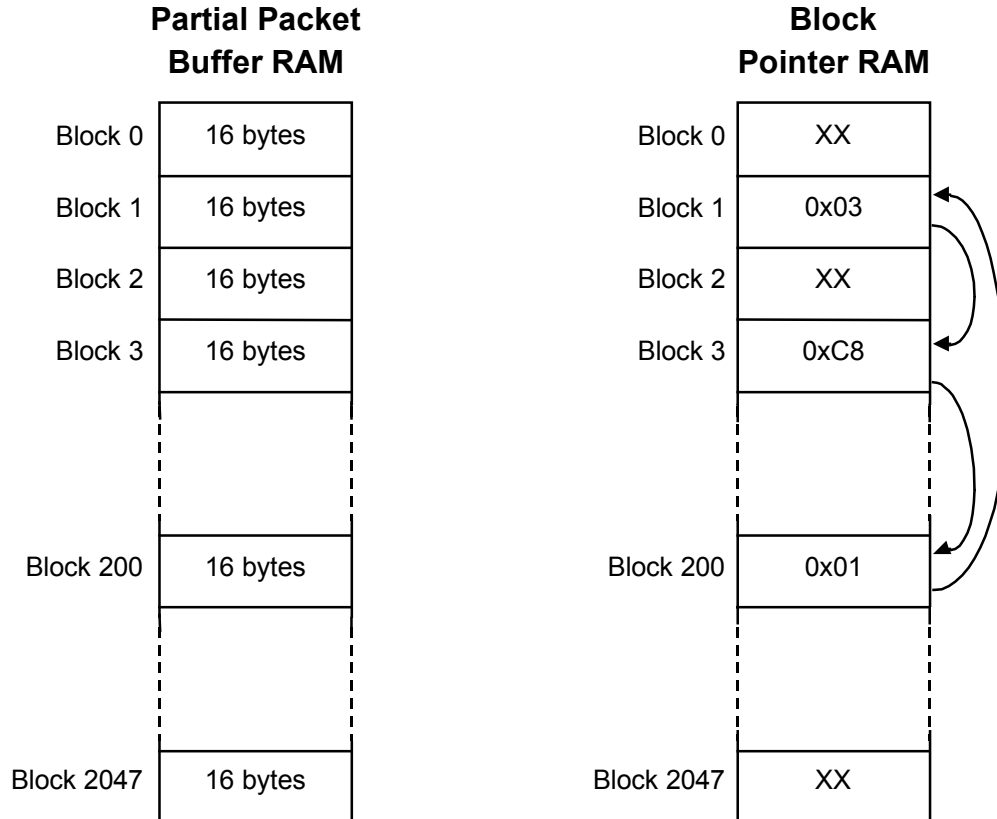 Partial Packet
Buffer RAM
Block 0
16 bytes
Block 1
16 bytes
Block 2
16 bytes
Block 3
16 bytes
Block 200
16 bytes
Block 2047
16 bytes
Block
Pointer RAM
Block 0
XX
Block 1
0x03
Block 2
XX
Block 3
0xC8
Block 200
0x01
Block 2047
XX